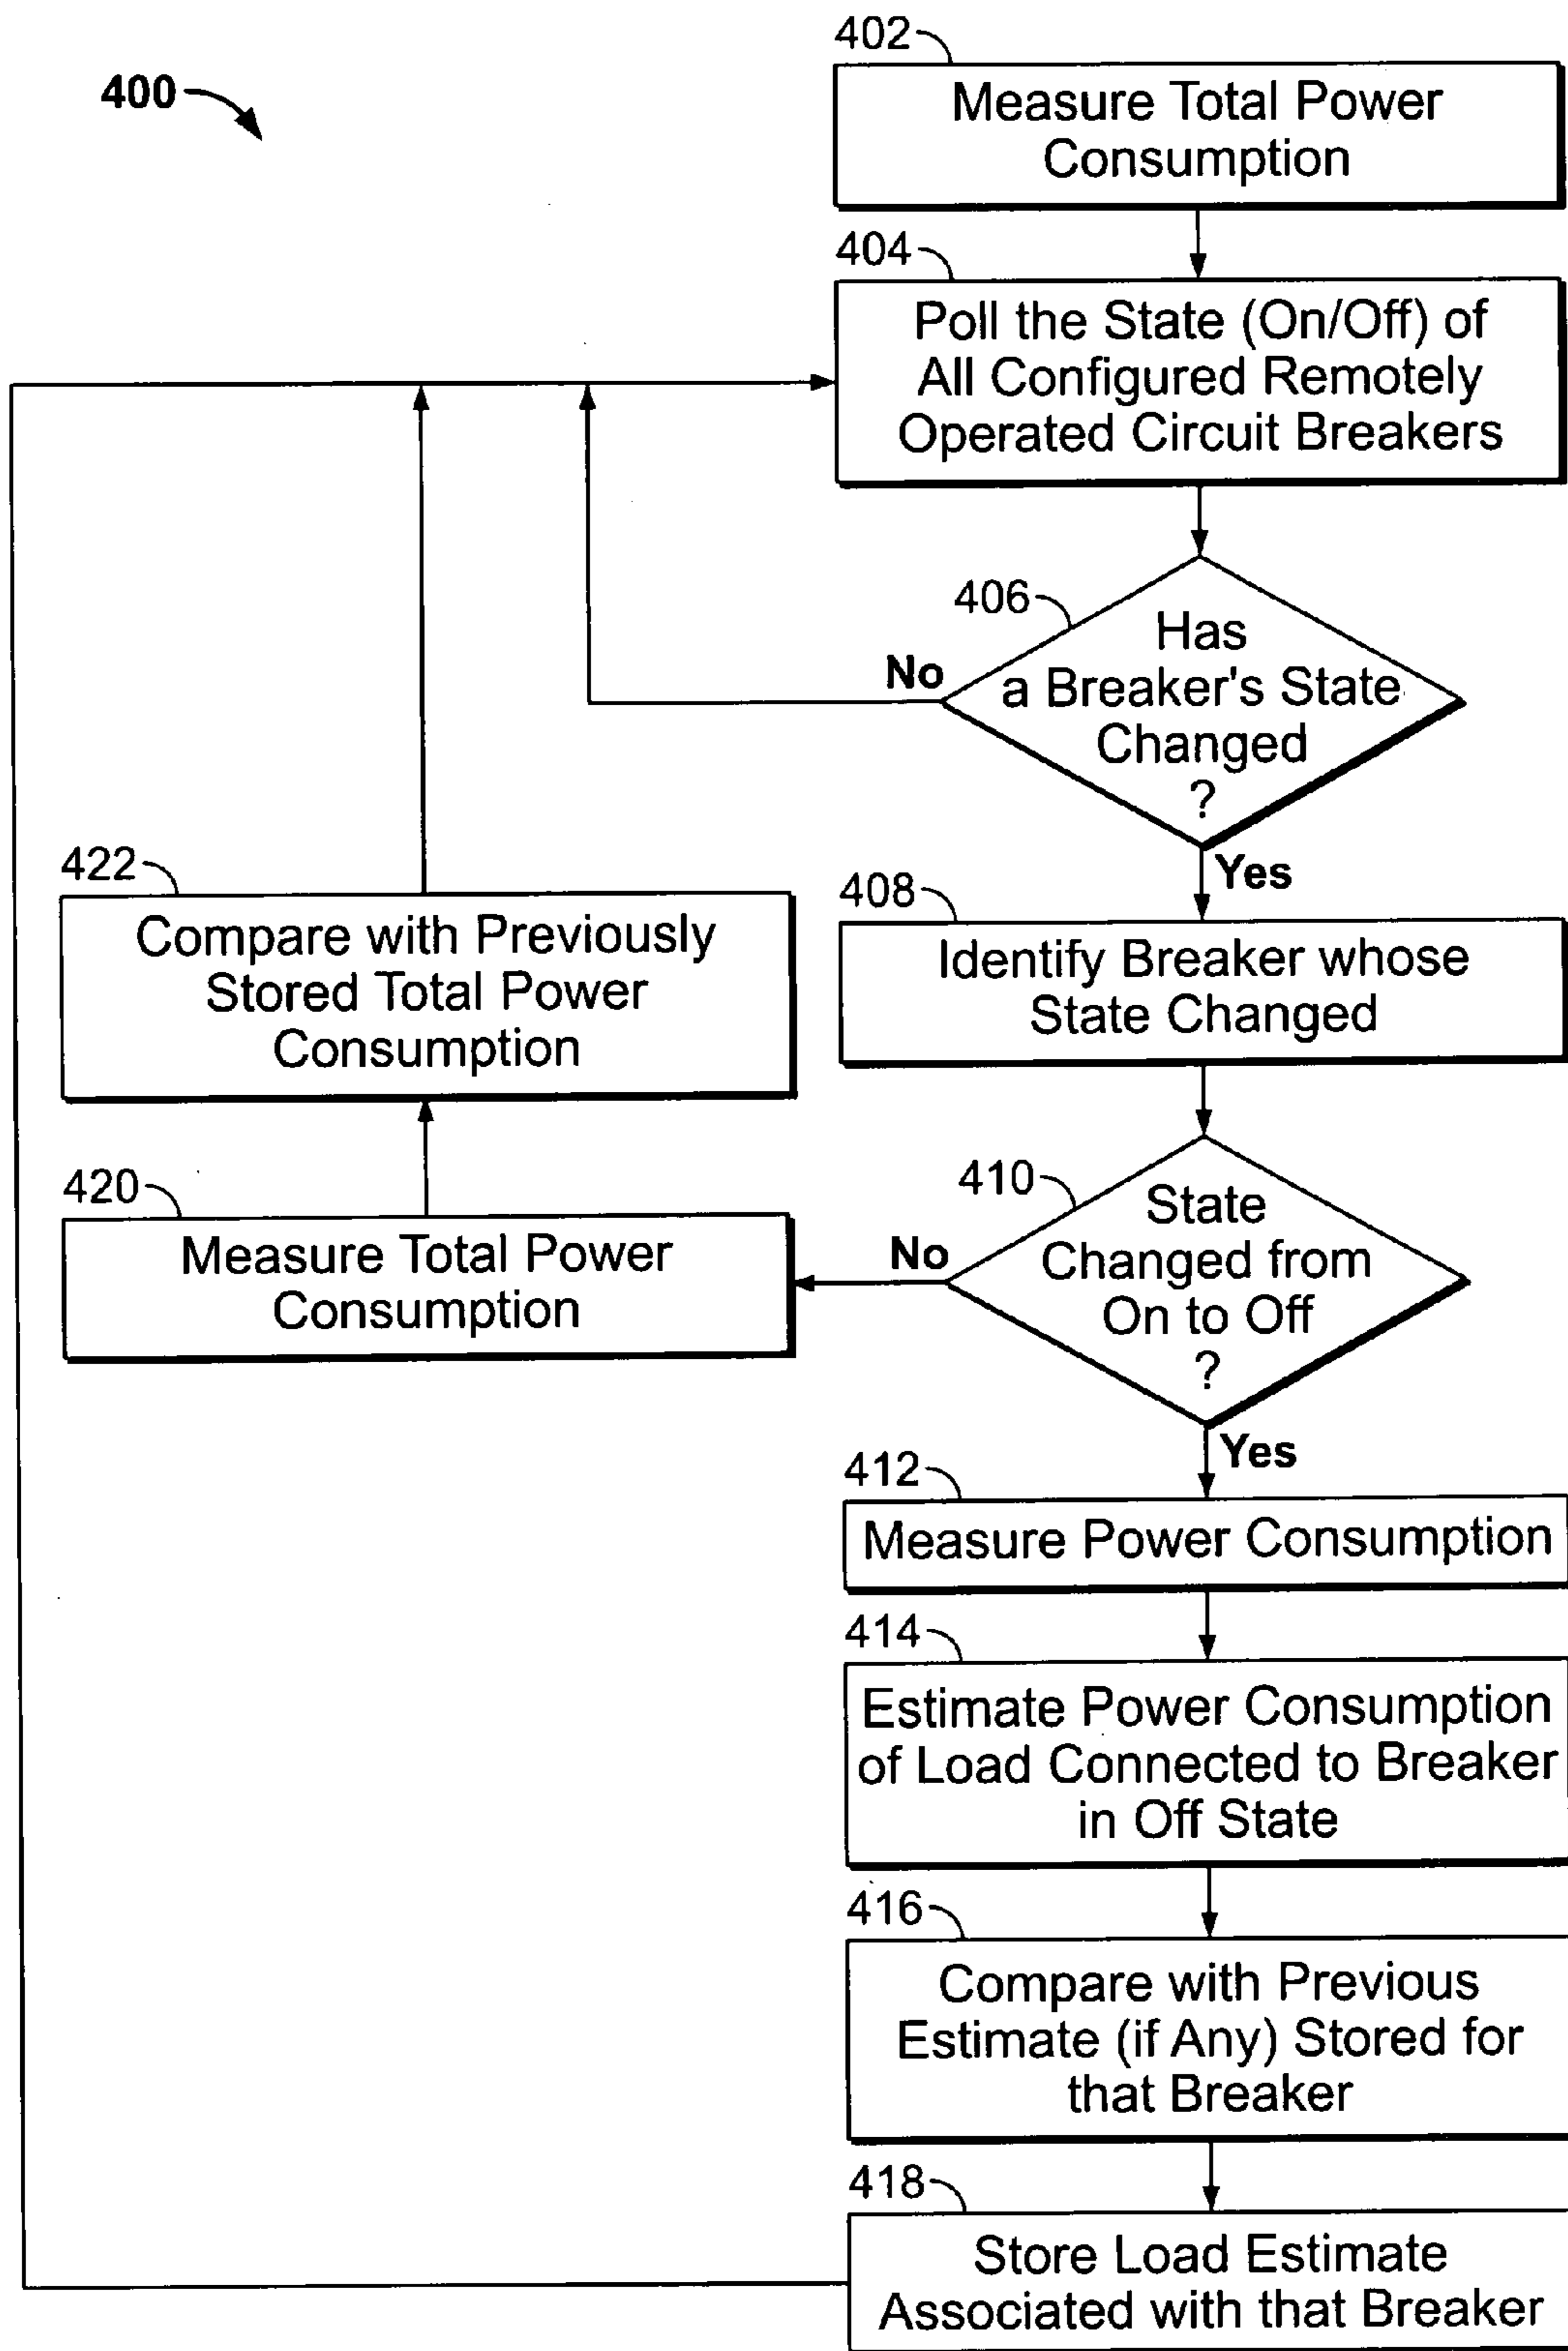 400
402
Measure Total Power
Consumption
404
Poll the State (On/Off) of
All Configured Remotely
Operated Circuit Breakers
406
Has
a Breaker's State
Changed
?
No
Yes
408
Identify Breaker whose
State Changed
410
State
Changed from
On to Off
?
No
Yes
420
Measure Total Power
Consumption
422
Compare with Previously
Stored Total Power
Consumption
412
Measure Power Consumption
414
Estimate Power Consumption
of Load Connected to Breaker
in Off State
416
Compare with Previous
Estimate (if Any) Stored for
that Breaker
418
Store Load Estimate
Associated with that Breaker